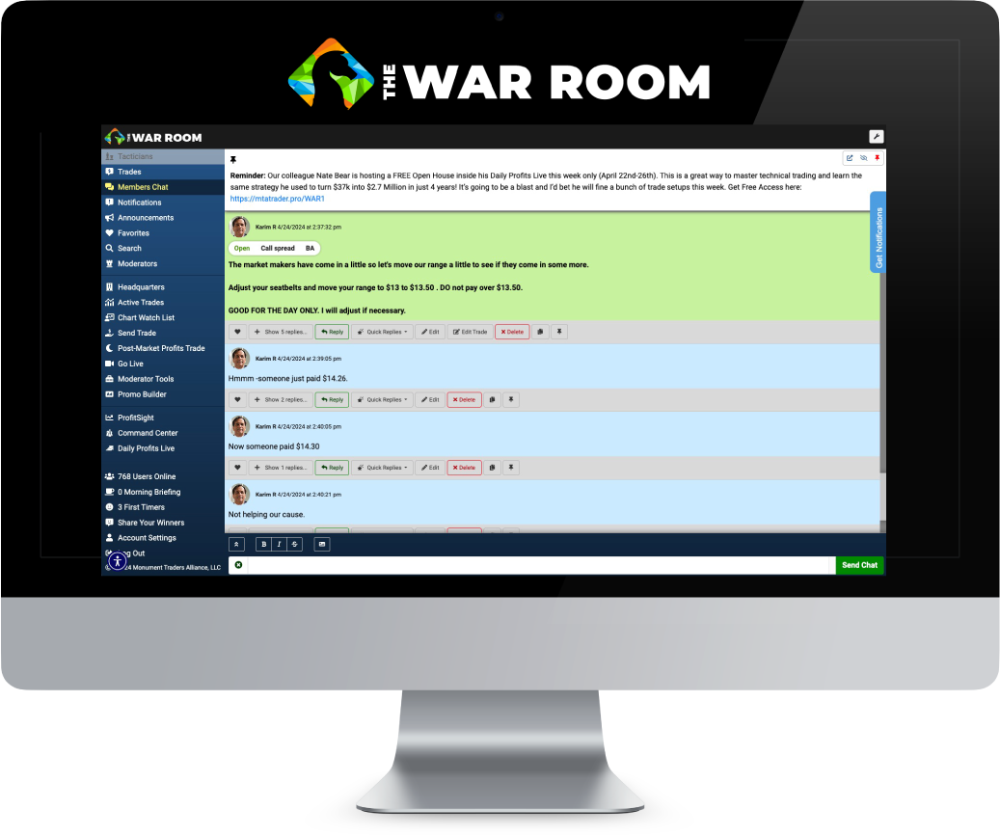 THE WAR ROOM
THE WAR ROOM
Tacticians
Trades
Members Chat
Notifications
Announcements
Favorites
Search
Moderators
Headquarters
Active Trades
Chart Watch List
Send Trade
Post-Market Profits Trade
Go Live
Moderator Tools
Promo Builder
ProfitSight
Command Center
Daily Profits Live
768 Users Online
0 Morning Briefing
3 First Timers
Share Your Winners
Account Settings
Out
24 Monument Traders Alliance, LLC
Reminder: Our colleague Nate Bear is hosting a FREE Open House inside his Daily Profits Live this week only (April 22nd-26th). This is a great way to master technical trading and learn the
same strategy he used to turn $37k into $2.7 Million in just 4 years! It's going to be a blast and I'd bet he will fine a bunch of trade setups this week. Get Free Access here:
https://mtatrader.pro/WAR1
Get Notifications
Karim R 4/24/2024 at 2:37:32 pm
Open Call spread BA
The market makers have come in a little so let's move our range a little to see if they come in some more.
Adjust your seatbelts and move your range to $13 to $13.50 . DO not pay over $13.50.
GOOD FOR THE DAY ONLY. I will adjust if necessary.
+ Show 5 replies... Reply Quick Replies Edit Edit Trade Delete
Karim R 4/24/2024 at 2:39:05 pm
Hmmm -someone just paid $14.26.
+ Show 2 replies... Reply Quick Replies Edit Delete
Karim R 4/24/2024 at 2:40:05 pm
Now someone paid $14.30
+ Show 1 replies... Reply Quick Replies Edit Delete
Karim R 4/24/2024 at 2:40:21 pm
Not helping our cause.
B I S
Send Chat